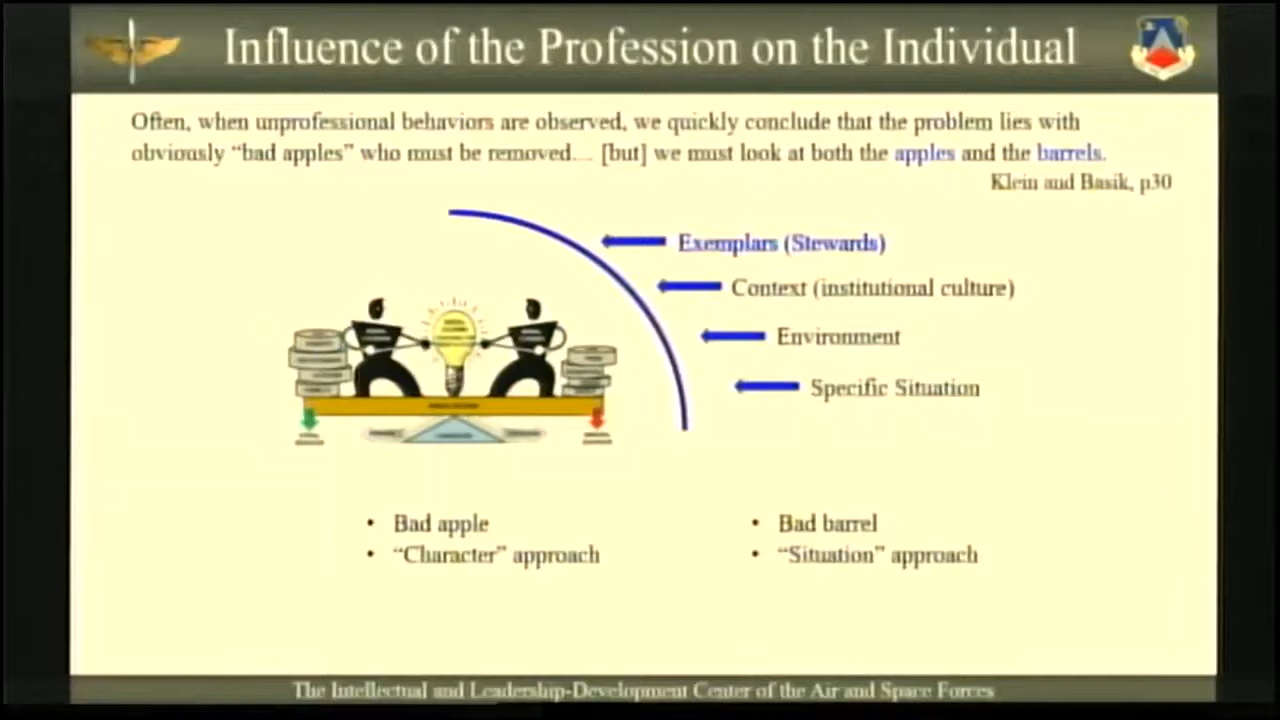 Influence of the Profession on the Individual
Often, when unprofessional behaviors are observed, we quickly conclude that the problem lies with
obviously “bad apples” who must be removed… [but] we must look at both the apples and the barrels.
Klein and Basik, p30
Exemplars (Stewards)
Context (institutional culture)
Environment
Specific Situation
• Bad apple
• “Character” approach
• Bad barrel
• “Situation” approach
The Intellectual and Leadership-Development Center of the Air and Space Forces